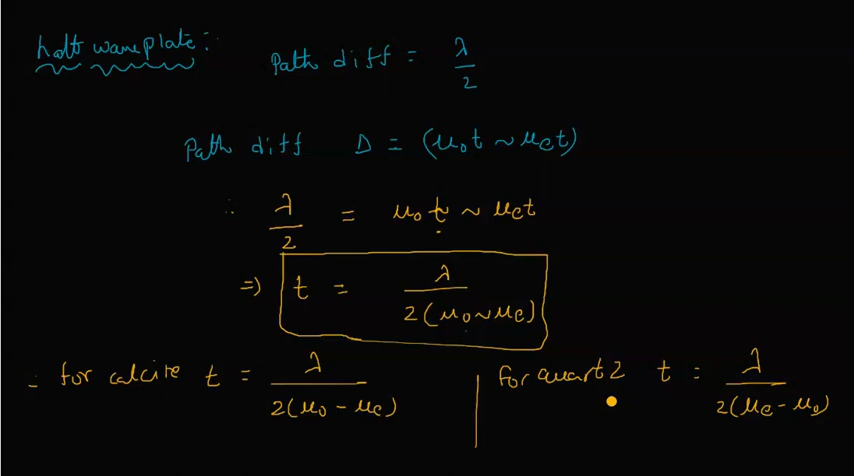 half waveplate:- Path diff = λ/2
Path diff Δ = (μ₀t ~ μₑt)
∴ λ/2 = μ₀t ~ μₑt
⇒ t = λ/2(μ₀~μₑ)
∴ for calcite t = λ/2(μ₀ - μₑ)
for quartz t = λ/2(μₑ - μ₀)